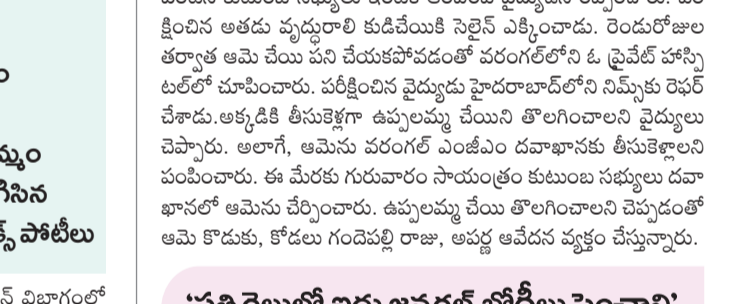 క్షించిన అతడు వృద్ధురాలి కుడిచేయికి సెలైన్ ఎక్కించాడు. రెండురోజుల
తర్వాత ఆమె చేయి పని చేయకపోవడంతో వరంగల్‌లోని ఓ ప్రైవేట్ హాస్పి
టల్‌లో చూపించారు. పరీక్షించిన వైద్యుడు హైదరాబాద్‌లోని నిమ్స్‌కు రెఫర్
చేశాడు.అక్కడికి తీసుకెళ్లగా ఉప్పలమ్మ చేయిని తొలగించాలని వైద్యులు
చెప్పారు. అలాగే, ఆమెను వరంగల్ ఎంజీఎం దవాఖానకు తీసుకెళ్లాలని
పంపించారు. ఈ మేరకు గురువారం సాయంత్రం కుటుంబ సభ్యులు దవా
ఖానలో ఆమెను చేర్పించారు. ఉప్పలమ్మ చేయి తొలగించాలని చెప్పడంతో
ఆమె కొడుకు, కోడలు గందెపల్లి రాజు, అపర్ణ ఆవేదన వ్యక్తం చేస్తున్నారు.
మ్మం
గిసిన
క్స్ పోటీలు
న్ విభాగంలో